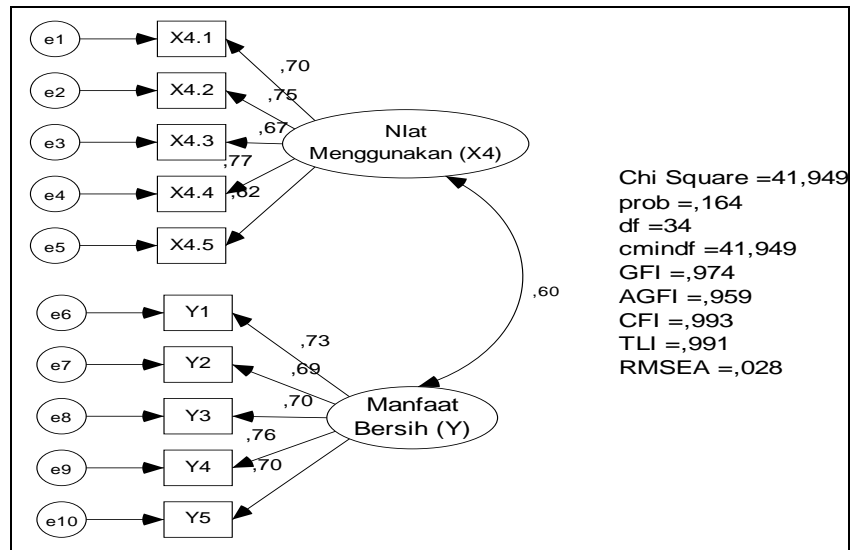 e1
X4.1
,70
e2
X4.2
,75
e3
X4.3
,67
NIat
Menggunakan (X4)
e4
X4.4
,77
e5
X4.5
,62
,60
e6
Y1
,73
e7
Y2
,69
e8
Y3
,70
Manfaat
Bersih (Y)
e9
Y4
,76
e10
Y5
,70
Chi Square =41,949
prob =,164
df =34
cmindf =41,949
GFI =,974
AGFI =,959
CFI =,993
TLI =,991
RMSEA =,028